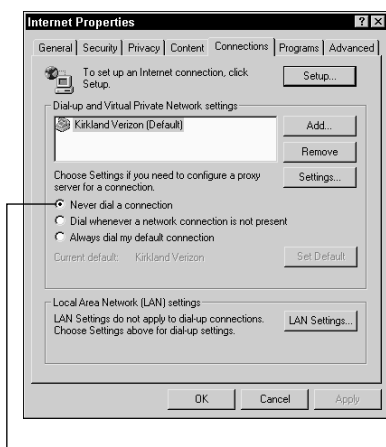 Internet Properties
General Security Privacy Content Connections Programs Advanced
To set up an Internet connection, click
Setup.
Setup...
Dial-up and Virtual Private Network settings
Kirkland Verizon (Default)
Add...
Remove
Choose Settings if you need to configure a proxy
server for a connection.
Settings...
Never dial a connection
Dial whenever a network connection is not present
Always dial my default connection
Current default: Kirkland Verizon
Set Default
Local Area Network (LAN) settings
LAN Settings do not apply to dial-up connections.
Choose Settings above for dial-up settings.
LAN Settings...
OK Cancel Apply